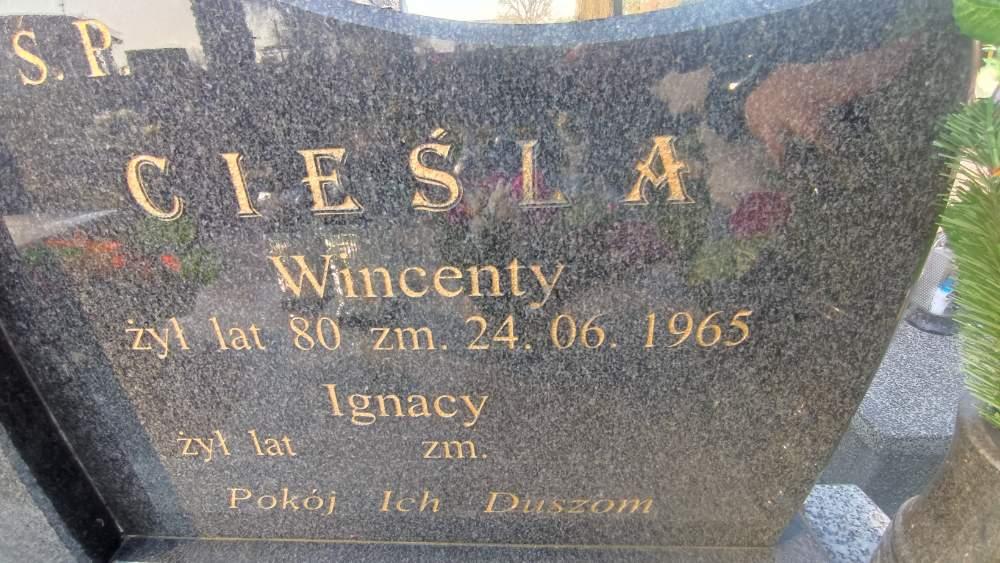 Ś. P.
CIEŚLA
Wincenty
żył lat 80 zm. 24. 06. 1965
Ignacy
żył lat zm.
Pokój Ich Duszom